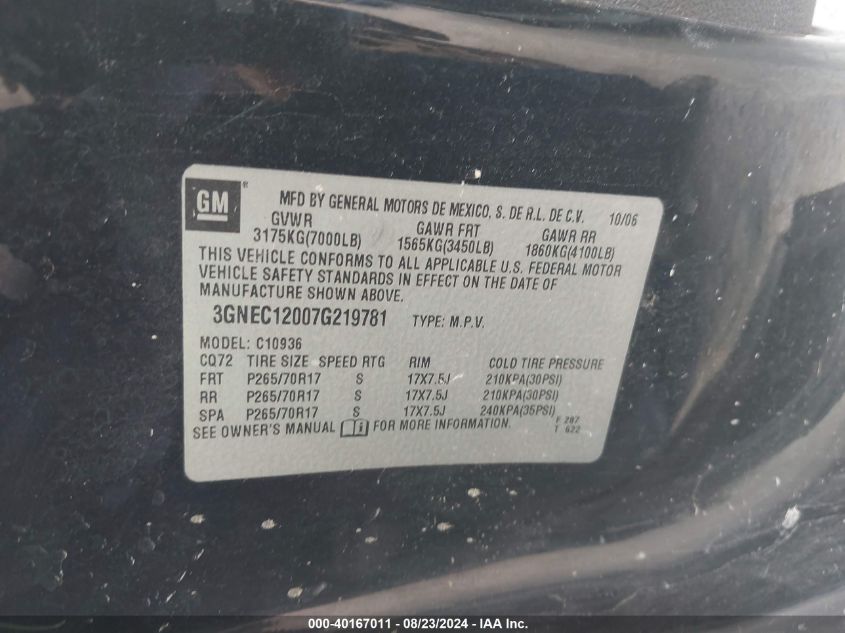 GM ®
MFD BY GENERAL MOTORS DE MEXICO, S. DE R.L. DE C.V. 10/06
GVWR GAWR FRT GAWR RR
3175KG(7000LB) 1565KG(3450LB) 1860KG(4100LB)
THIS VEHICLE CONFORMS TO ALL APPLICABLE U.S. FEDERAL MOTOR
VEHICLE SAFETY STANDARDS IN EFFECT ON THE DATE OF
MANUFACTURE SHOWN ABOVE.
3GNEC12007G219781 TYPE: M.P.V.
MODEL: C10936
CQ72 TIRE SIZE SPEED RTG RIM COLD TIRE PRESSURE
FRT P265/70R17 S 17X7.5J 210KPA(30PSI)
RR P265/70R17 S 17X7.5J 210KPA(30PSI)
SPA P265/70R17 S 17X7.5J 240KPA(35PSI)
SEE OWNER'S MANUAL i FOR MORE INFORMATION.
F 287
T 622
000-40167011 - 08/23/2024 - IAA Inc.